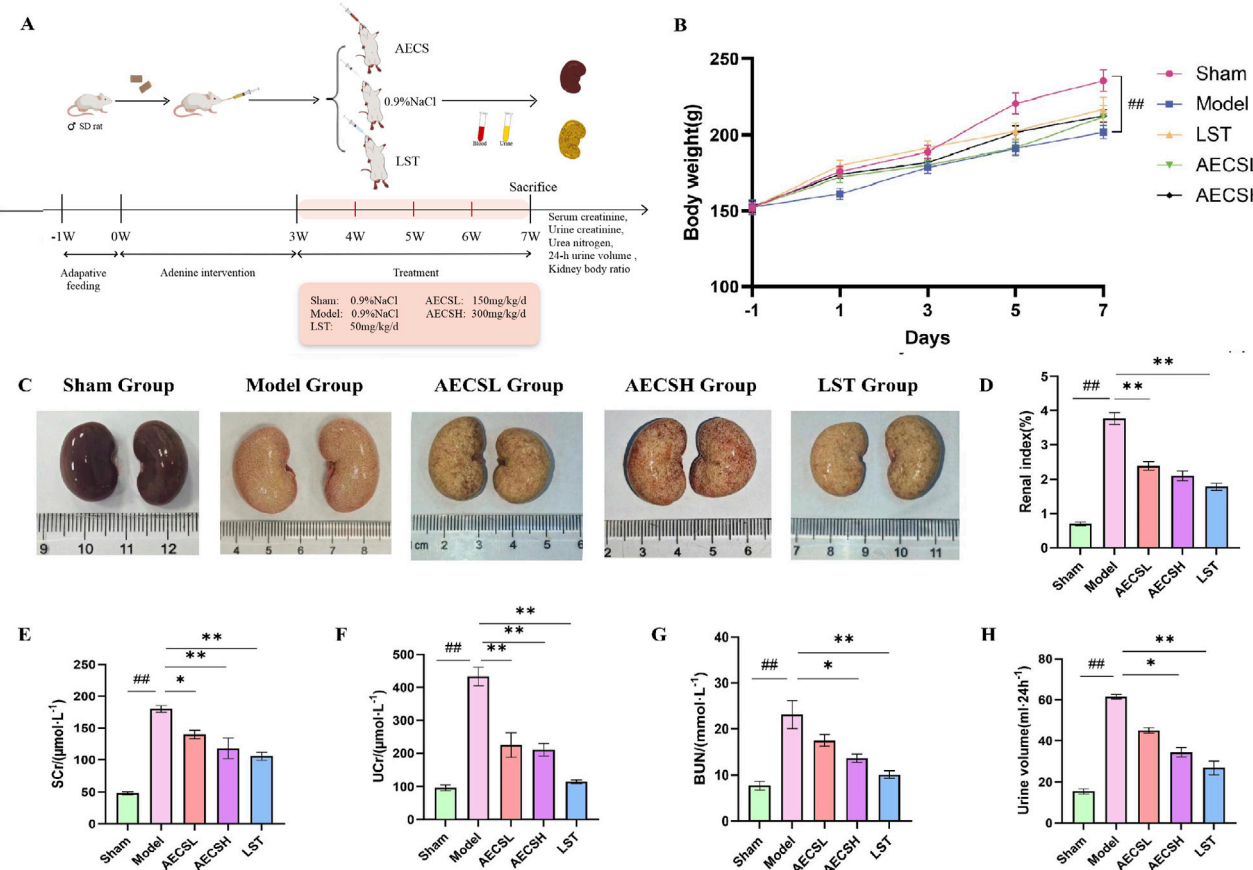 A
AECS
0.9%NaCl
LST
♂ SD rat
Blood
Urine
Sacrifice
-1W
0W
3W
4W
5W
6W
7W
Adapative
feeding
Adenine intervention
Treatment
Serum creatinine,
Urine creatinine,
Urea nitrogen,
24-h urine volume ,
Kidney body ratio
Sham: 0.9%NaCl AECSL: 150mg/kg/d
Model: 0.9%NaCl AECSH: 300mg/kg/d
LST: 50mg/kg/d
B
Body weight(g)
250
200
150
100
-1
1
3
5
7
Days
##
Sham
Model
LST
AECSL
AECSI
C
Sham Group
Model Group
AECSL Group
AECSH Group
LST Group
9 10 11 12
4 5 6 7 8
cm 2 3 4 5 6
2 3 4 5 6
7 8 9 10 11
D
Renal index(%)
5
4
3
2
1
0
##
**
**
Sham
Model
AECSL
AECSH
LST
E
SCr/(μmol·L-1)
250
200
150
100
50
0
##
*
**
**
Sham
Model
AECSL
AECSH
LST
F
UCr/(μmol·L-1)
500
400
300
200
100
0
##
**
**
**
Sham
Model
AECSL
AECSH
LST
G
BUN/(mmol·L-1)
40
30
20
10
0
##
*
**
Sham
Model
AECSL
AECSH
LST
H
Urine volume(ml·24h-1)
80
60
40
20
0
##
*
**
Sham
Model
AECSL
AECSH
LST